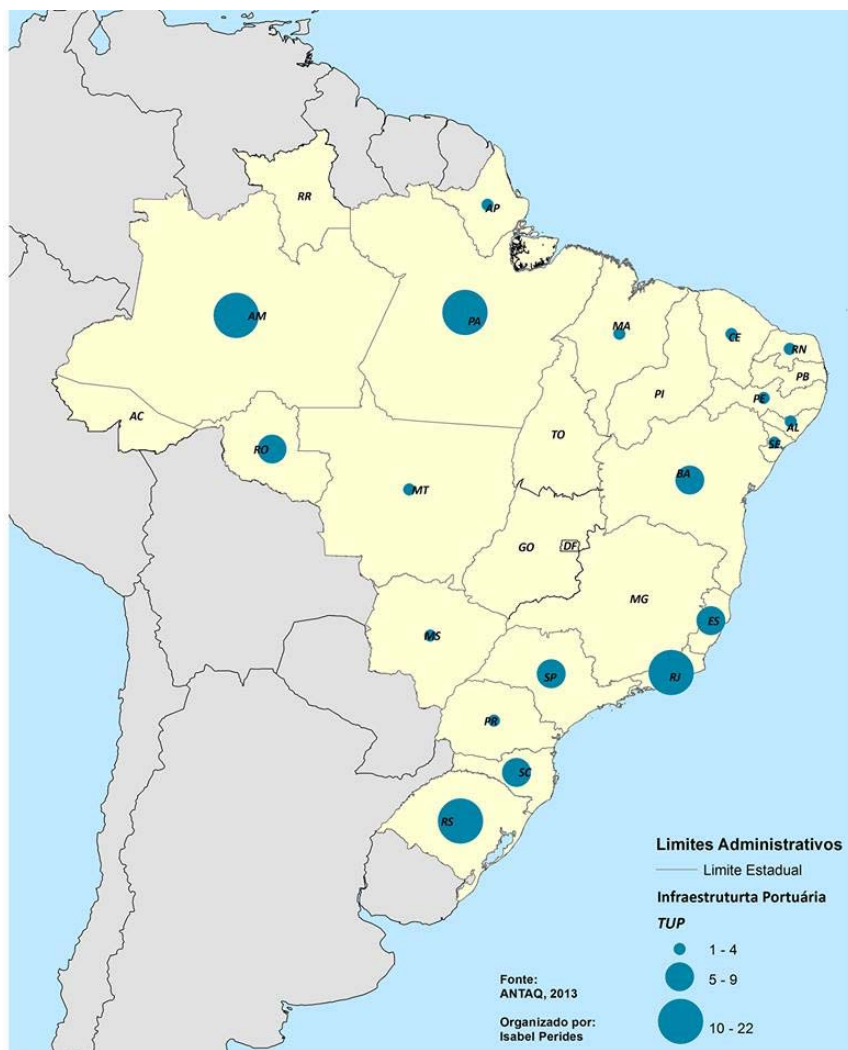 RR
AP
AM
PA
MA
CE
RN
PB
PI
PE
AC
AL
TO
SE
RO
BA
MT
GO
DF
MG
ES
MS
SP
RJ
PR
SC
RS
Limites Administrativos
Limite Estadual
Infraestruturta Portuária
TUP
1 - 4
5 - 9
10 - 22
Fonte:
ANTAQ, 2013
Organizado por:
Isabel Perides